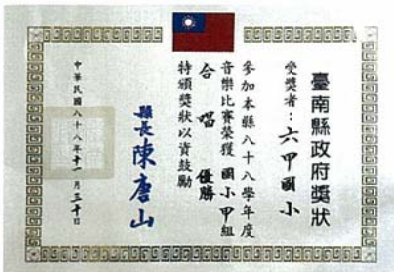 臺南縣政府獎狀
受獎者：六甲國小
參加本縣八十八學年度
音樂比賽榮獲 國小甲組
合唱 優勝
特頒獎狀以資鼓勵
縣長 陳唐山
中華民國八十八年十一月三十日